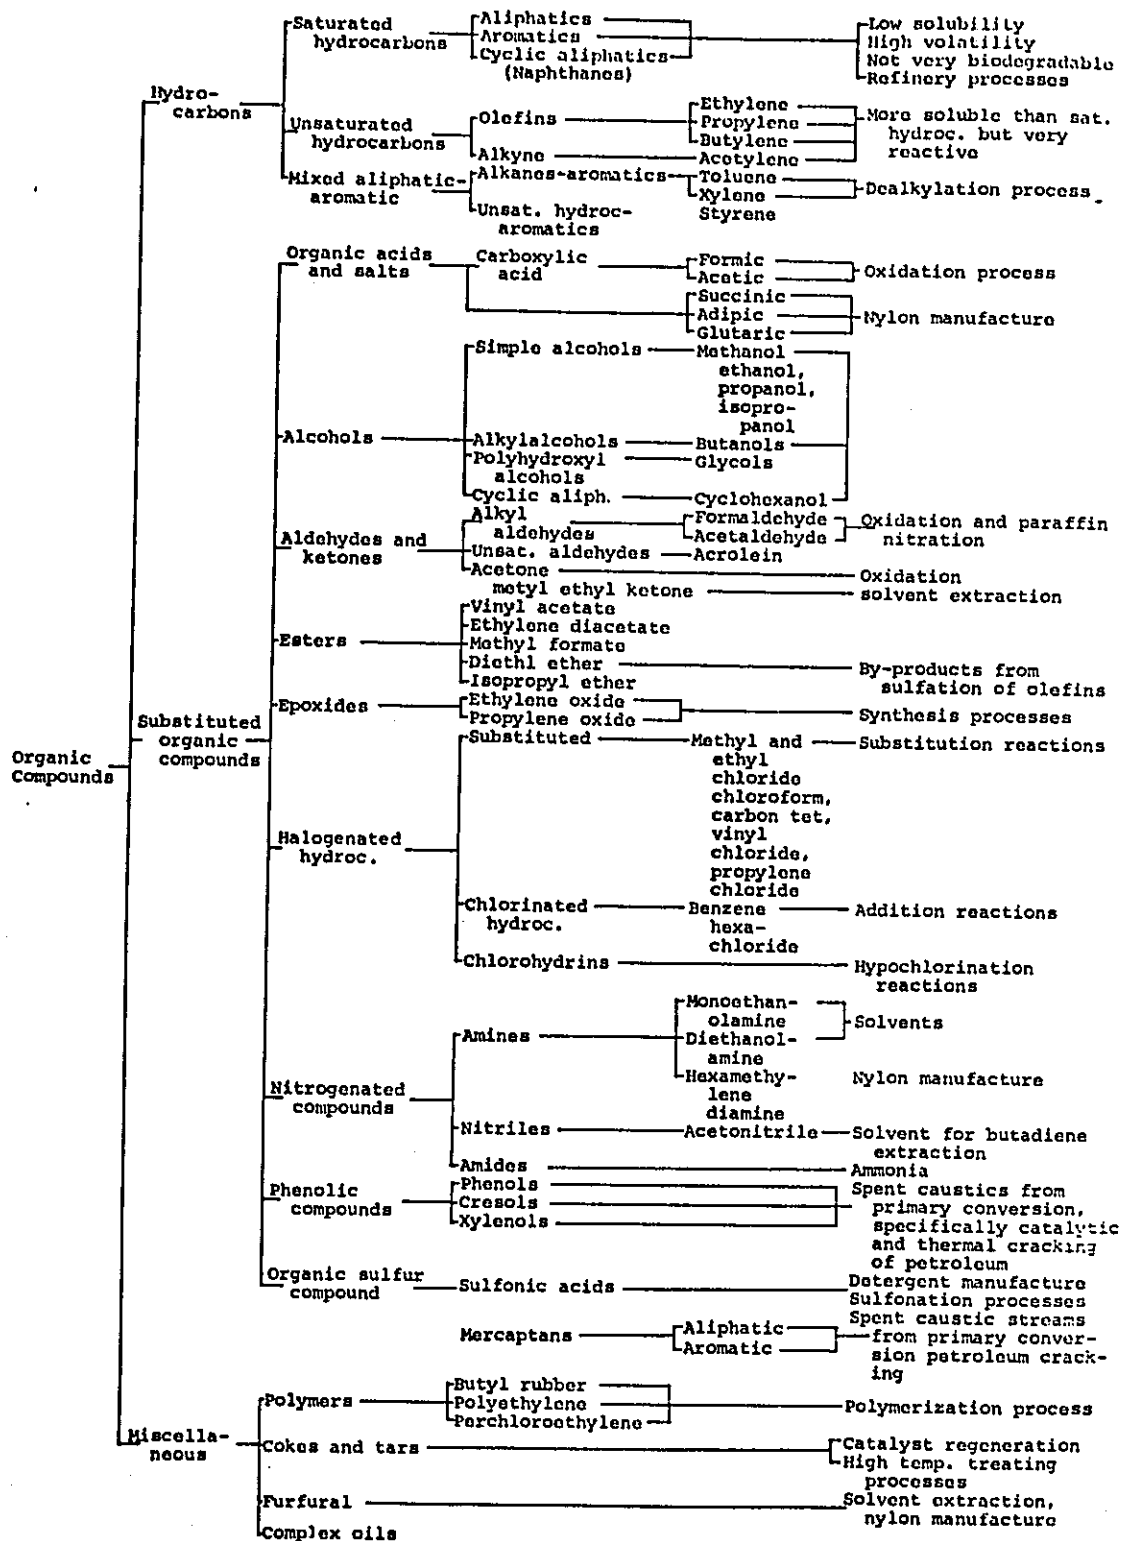 Saturated
hydrocarbons
Aliphatics
Aromatics
Cyclic aliphatics
(Naphthanes)
Low solubility
High volatility
Not very biodegradable
Refinery processes
Hydro-
carbons
Unsaturated
hydrocarbons
Olefins
Ethylene
Propylene
Butylene
Alkyne
Acetylene
More soluble than sat.
hydroc. but very
reactive
Mixed aliphatic-
aromatic
Alkanes-aromatics
Toluene
Xylene
Styrene
Dealkylation process
Unsat. hydroc-
aromatics
Organic acids
and salts
Carboxylic
acid
Formic
Acetic
Oxidation process
Succinic
Adipic
Glutaric
Nylon manufacture
Alcohols
Simple alcohols
Methanol
ethanol,
propanol,
isopro-
panol
Alkylalcohols
Butanols
Polyhydroxyl
alcohols
Glycols
Cyclic aliph.
Cyclohexanol
Aldehydes and
ketones
Alkyl
aldehydes
Formaldehyde
Acetaldehyde
Oxidation and paraffin
nitration
Unsat. aldehydes
Acrolein
Acetone
Oxidation
metyl ethyl ketone
solvent extraction
Esters
Vinyl acetate
Ethylene diacetate
Methyl formate
Diethl ether
Isopropyl ether
By-products from
sulfation of olefins
Epoxides
Ethylene oxide
Propylene oxide
Synthesis processes
Organic
Compounds
Substituted
organic
compounds
Halogenated
hydroc.
Substituted
Methyl and
ethyl
chloride
chloroform,
carbon tet,
vinyl
chloride,
propylene
chloride
Substitution reactions
Chlorinated
hydroc.
Benzene
hexa-
chloride
Addition reactions
Chlorohydrins
Hypochlorination
reactions
Nitrogenated
compounds
Amines
Monoethan-
olamine
Diethanol-
amine
Solvents
Hexamethy-
lene
diamine
Nylon manufacture
Nitriles
Acetonitrile
Solvent for butadiene
extraction
Amides
Ammonia
Phenolic
compounds
Phenols
Cresols
Xylenols
Spent caustics from
primary conversion,
specifically catalytic
and thermal cracking
of petroleum
Organic sulfur
compound
Sulfonic acids
Detergent manufacture
Sulfonation processes
Mercaptans
Aliphatic
Aromatic
Spent caustic streams
from primary conver-
sion petroleum crack-
ing
Miscella-
neous
Polymers
Butyl rubber
Polyethylene
Perchloroethylene
Polymerization process
Cokes and tars
Catalyst regeneration
High temp. treating
processes
Furfural
Solvent extraction,
nylon manufacture
Complex oils